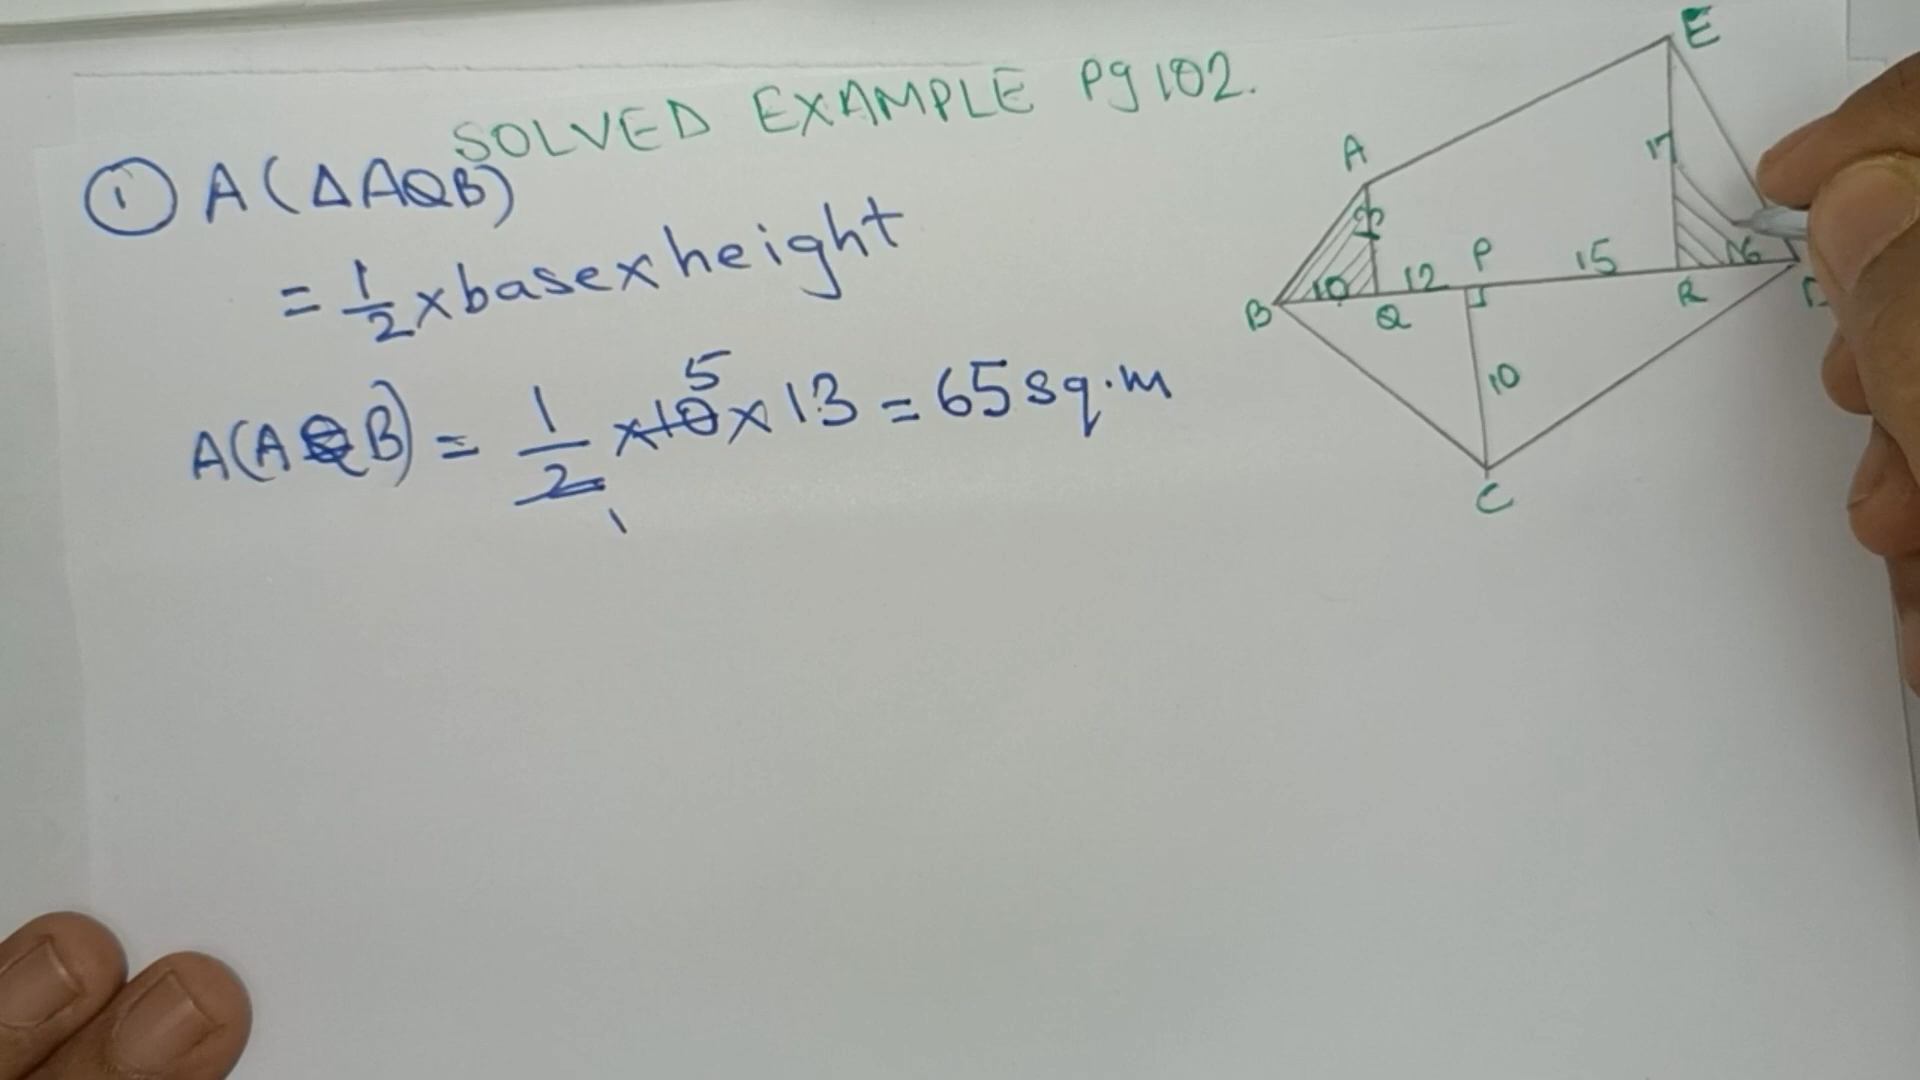 SOLVED EXAMPLE Pg 102.
① A(ΔAQB)
= 1/2 × base × height
A(AQB) = 1/2 × 10 × 13 = 65 sq.m
5
1
E
A
17
13
P
15
16
10
12
B
Q
R
10
C